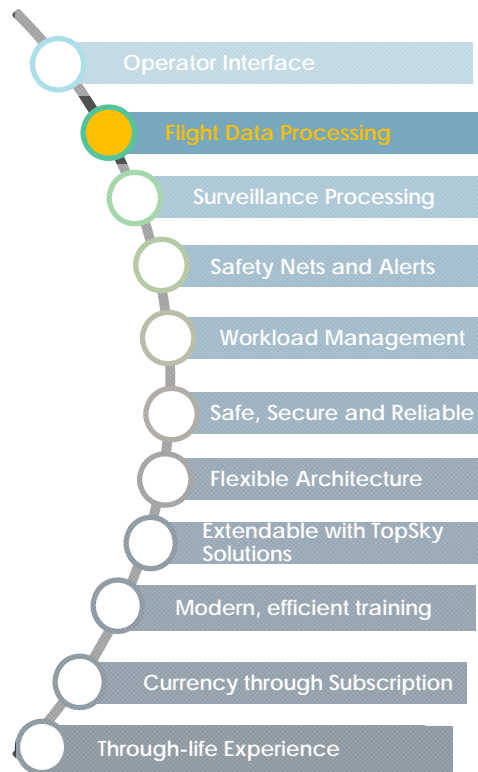 Operator Interface
Flight Data Processing
Surveillance Processing
Safety Nets and Alerts
Workload Management
Safe, Secure and Reliable
Flexible Architecture
Extendable with TopSky
Solutions
Modern, efficient training
Currency through Subscription
Through-life Experience